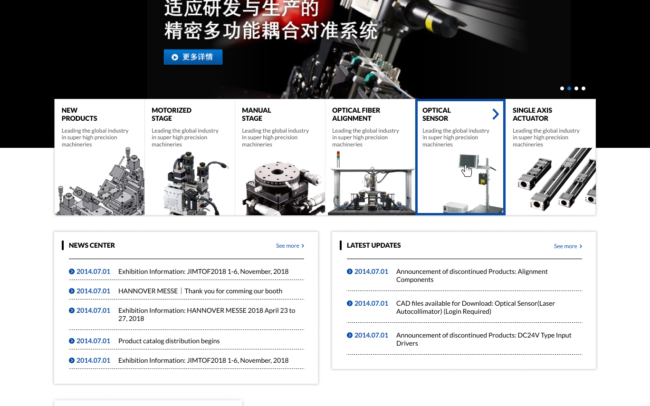 适应研发与生产的
精密多功能耦合对准系统
更多详情
NEW
PRODUCTS
Leading the global industry
in super high precision
machineries
MOTORIZED
STAGE
Leading the global industry
in super high precision
machineries
MANUAL
STAGE
Leading the global industry
in super high precision
machineries
OPTICAL FIBER
ALIGNMENT
Leading the global industry
in super high precision
machineries
OPTICAL
SENSOR
Leading the global industry
in super high precision
machineries
SINGLE AXIS
ACTUATOR
Leading the global industry
in super high precision
machineries
NEWS CENTER
See more
2014.07.01 Exhibition Information: JIMTOF2018 1-6, November, 2018
2014.07.01 HANNOVER MESSE｜Thank you for comming our booth
2014.07.01 Exhibition Information: HANNOVER MESSE 2018 April 23 to
27, 2018
2014.07.01 Product catalog distribution begins
2014.07.01 Exhibition Information: JIMTOF2018 1-6, November, 2018
LATEST UPDATES
See more
2014.07.01 Announcement of discontinued Products: Alignment
Components
2014.07.01 CAD files available for Download: Optical Sensor(Laser
Autocollimator) (Login Required)
2014.07.01 Announcement of discontinued Products: DC24V Type Input
Drivers